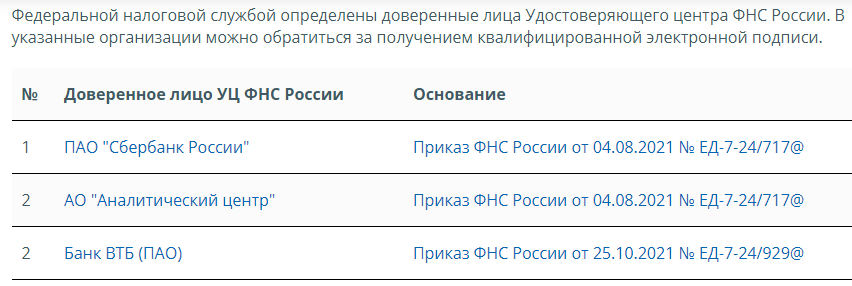 Федеральной налоговой службой определены доверенные лица Удостоверяющего центра ФНС России. В
указанные организации можно обратиться за получением квалифицированной электронной подписи.
№ Доверенное лицо УЦ ФНС России Основание
1 ПАО "Сбербанк России" Приказ ФНС России от 04.08.2021 № ЕД-7-24/717@
2 АО "Аналитический центр" Приказ ФНС России от 04.08.2021 № ЕД-7-24/717@
2 Банк ВТБ (ПАО) Приказ ФНС России от 25.10.2021 № ЕД-7-24/929@